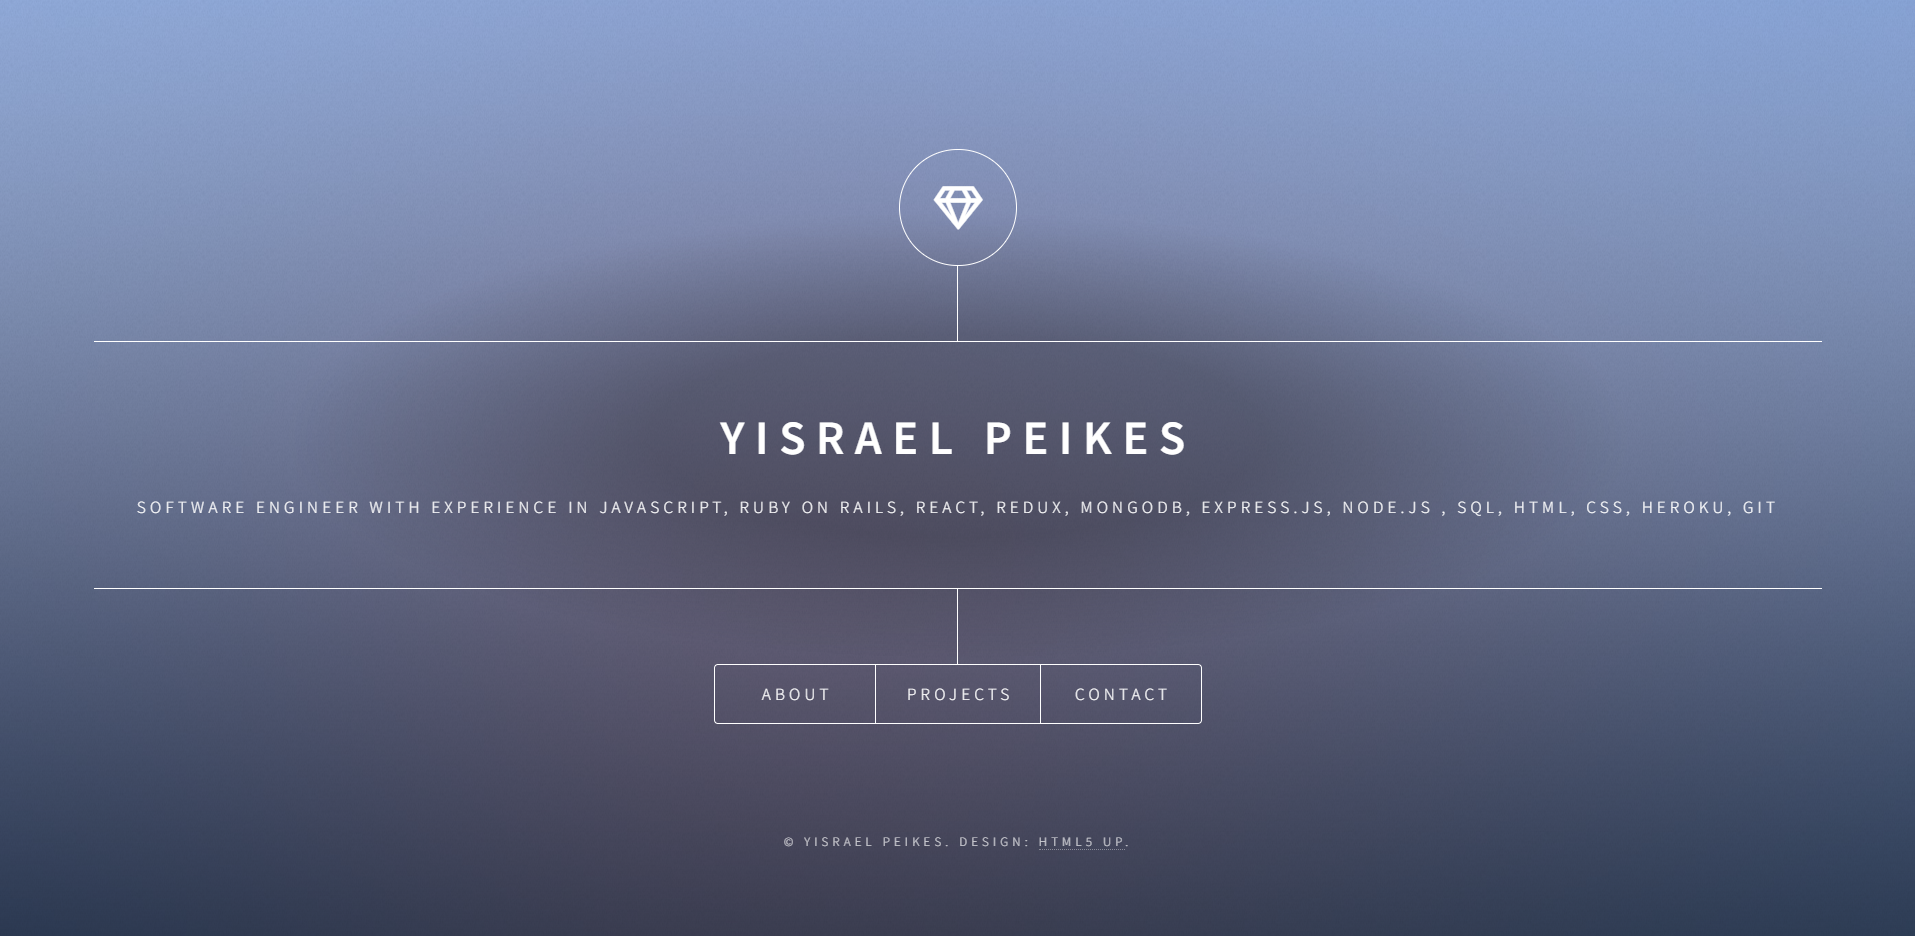 YISRAEL PEIKES
SOFTWARE ENGINEER WITH EXPERIENCE IN JAVASCRIPT, RUBY ON RAILS, REACT, REDUX, MONGODB, EXPRESS.JS, NODE.JS , SQL, HTML, CSS, HEROKU, GIT
ABOUT PROJECTS CONTACT
© YISRAEL PEIKES. DESIGN: HTML5 UP.